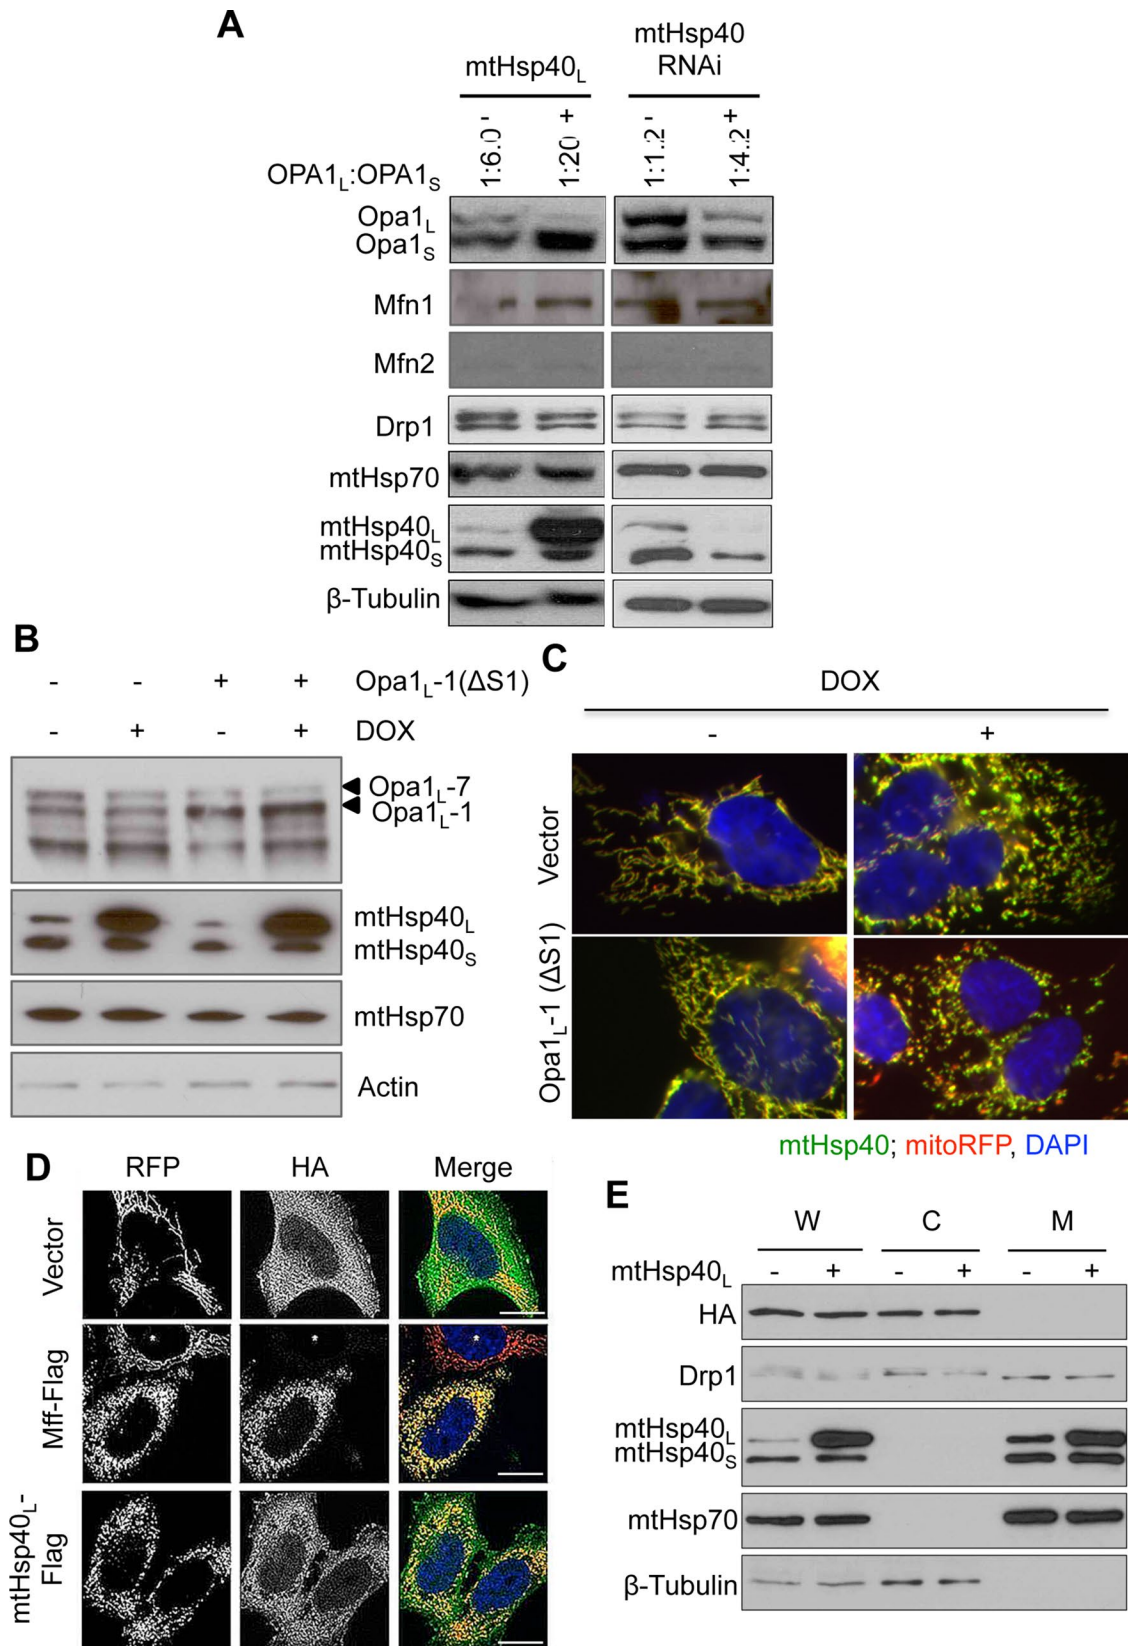 A
mtHsp40L
mtHsp40
RNAi
- + - +
OPA1L:OPA1S 1:6.0 1:20 1:1.2 1:4.2
Opa1L
Opa1S
Mfn1
Mfn2
Drp1
mtHsp70
mtHsp40L
mtHsp40S
β-Tubulin
B
- - + + Opa1L-1(ΔS1)
- + - + DOX
Opa1L-7
Opa1L-1
mtHsp40L
mtHsp40S
mtHsp70
Actin
C
DOX
- +
Vector
Opa1L-1 (ΔS1)
mtHsp40; mitoRFP, DAPI
D
RFP HA Merge
Vector
Mff-Flag
* * *
mtHsp40L-
Flag
E
W C M
mtHsp40L - + - + - +
HA
Drp1
mtHsp40L
mtHsp40S
mtHsp70
β-Tubulin